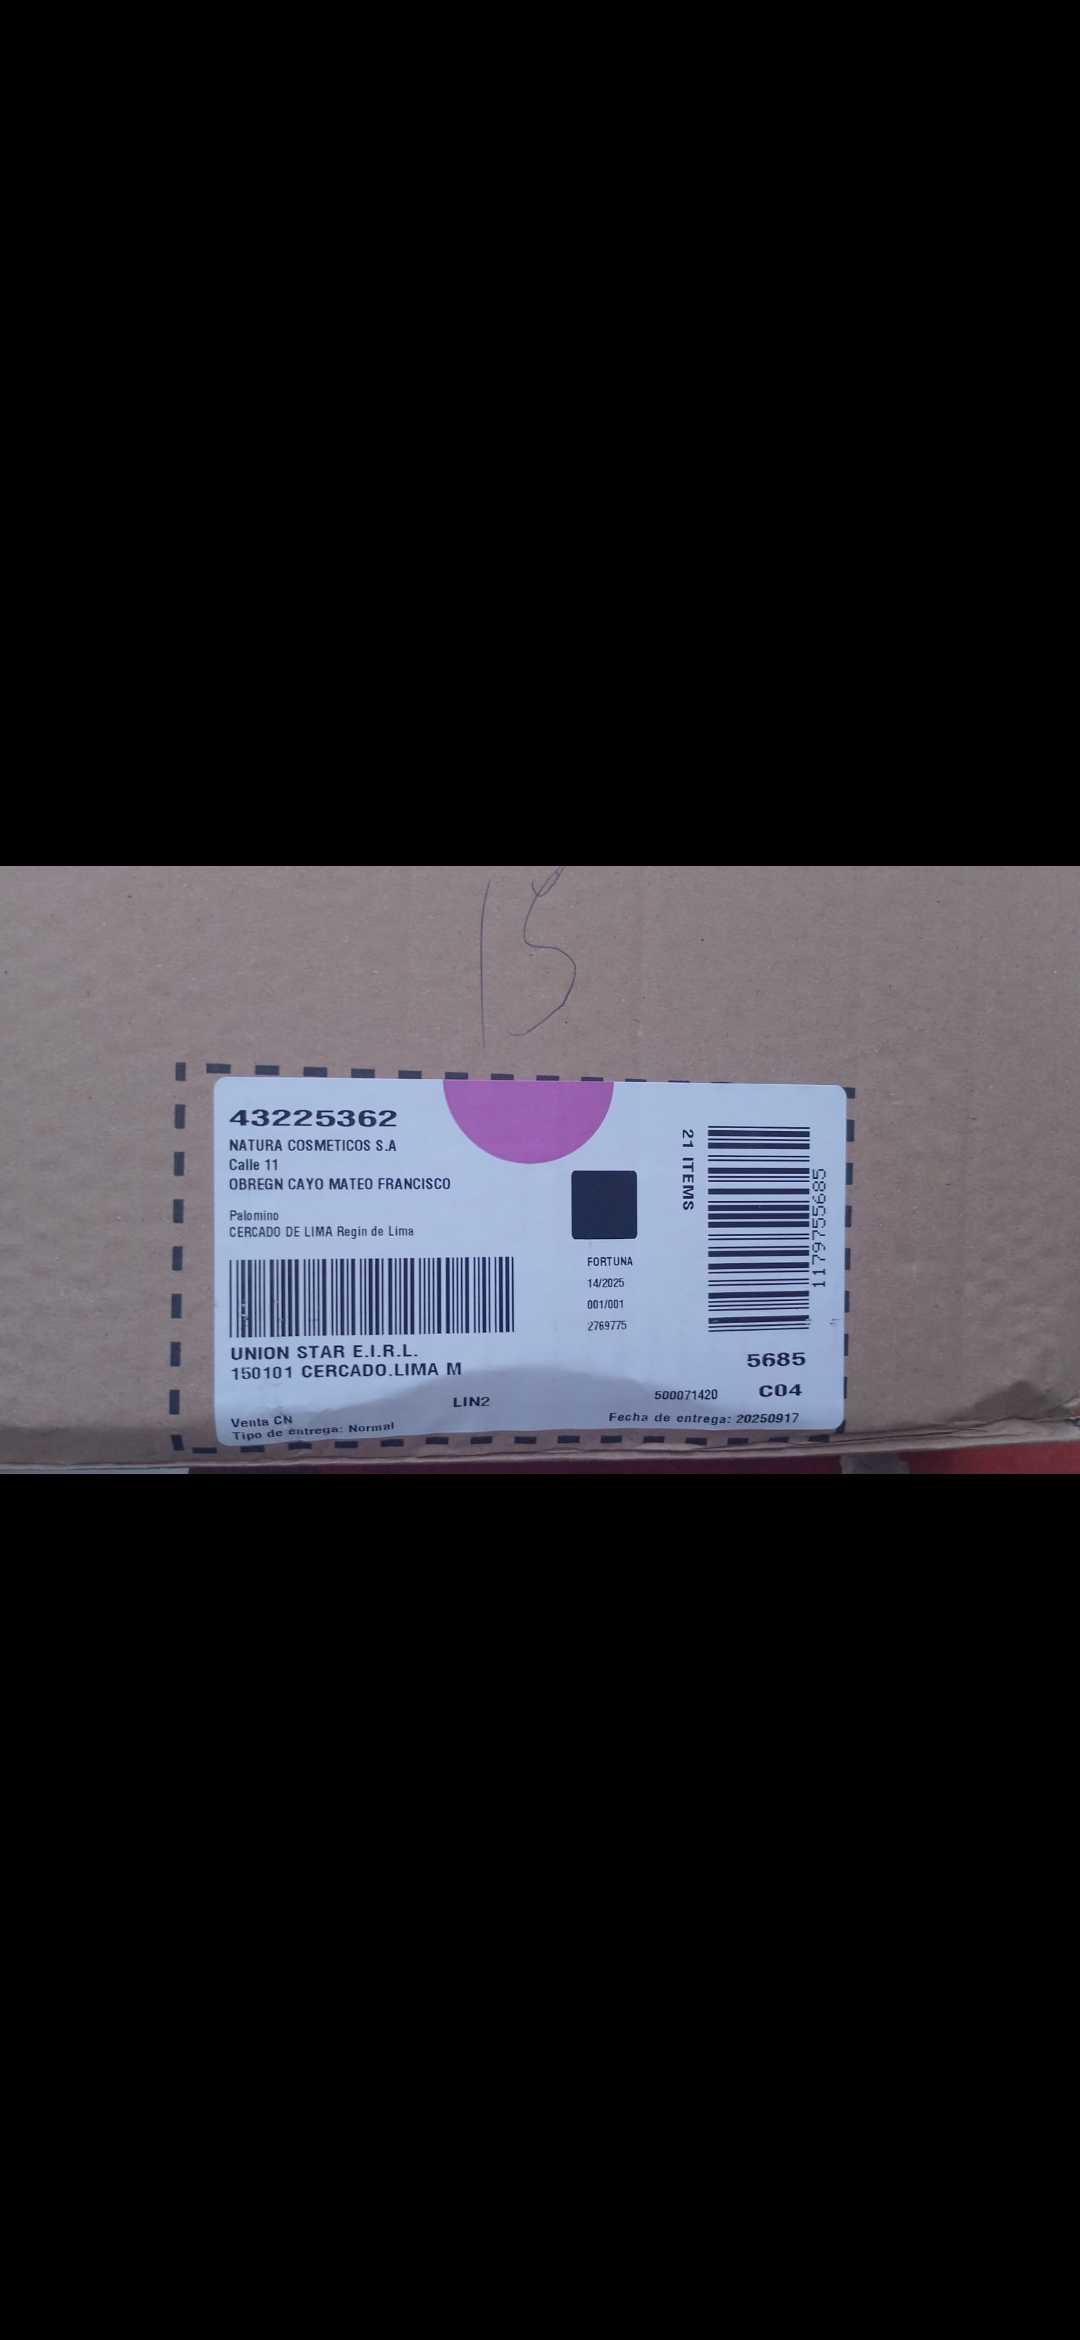 15
43225362
NATURA COSMETICOS S.A
Calle 11
OBREGN CAYO MATEO FRANCISCO
Palomino
CERCADO DE LIMA Regin de Lima
UNION STAR E.I.R.L.
150101 CERCADO.LIMA M
LIN2
Venta CN
Tipo de entrega: Normal
FORTUNA
14/2025
001/001
2769775
21 ITEMS
1179755685
5685
500071420 C04
Fecha de entrega: 20250917